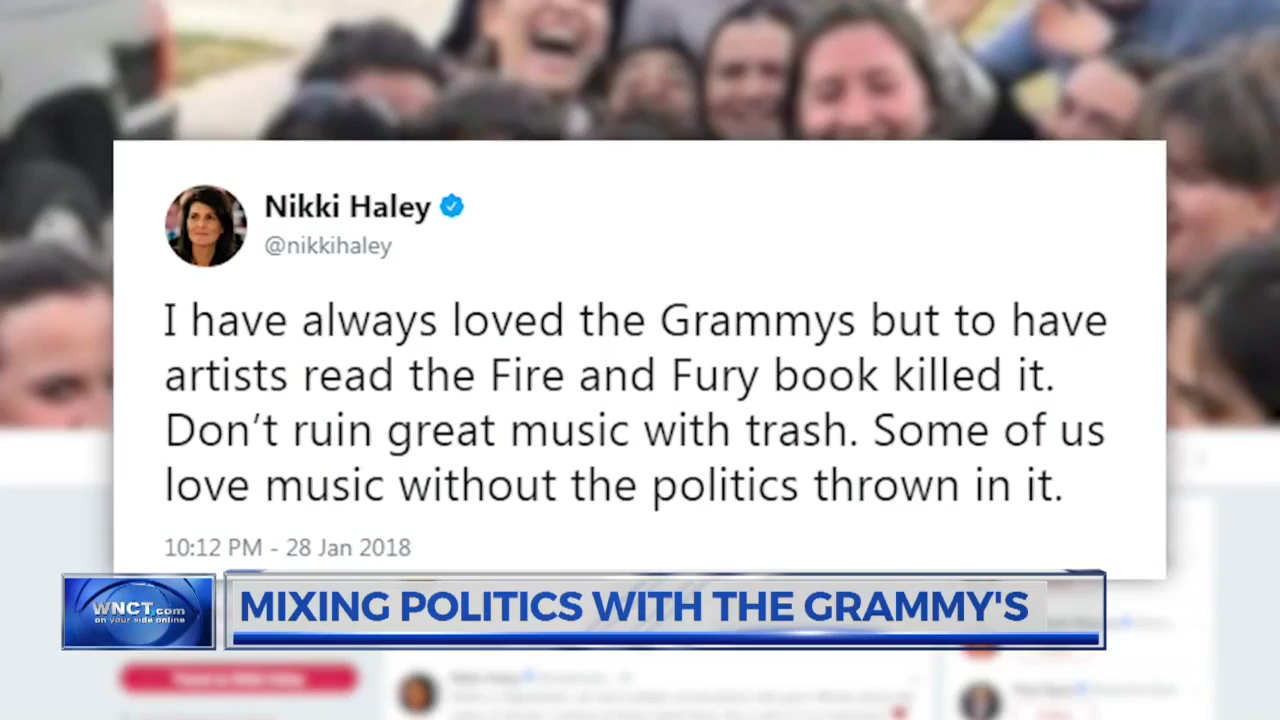 Nikki Haley
@nikkihaley
I have always loved the Grammys but to have
artists read the Fire and Fury book killed it.
Don’t ruin great music with trash. Some of us
love music without the politics thrown in it.
10:12 PM - 28 Jan 2018
WNCT.com
on your side online
MIXING POLITICS WITH THE GRAMMY'S